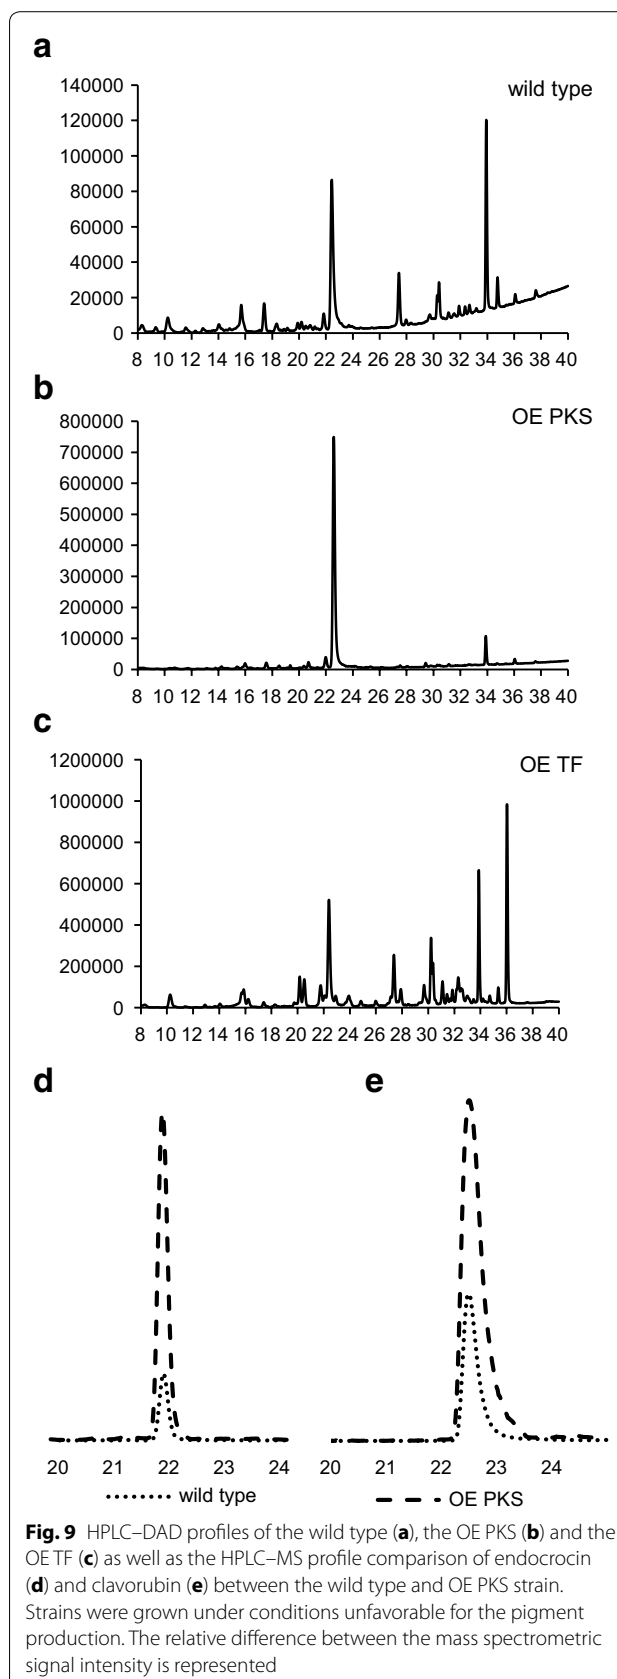 a
wild type
140000
120000
100000
80000
60000
40000
20000
0
8 10 12 14 16 18 20 22 24 26 28 30 32 34 36 38 40
b
OE PKS
800000
700000
600000
500000
400000
300000
200000
100000
0
8 10 12 14 16 18 20 22 24 26 28 30 32 34 36 38 40
c
OE TF
1200000
1000000
800000
600000
400000
200000
0
8 10 12 14 16 18 20 22 24 26 28 30 32 34 36 38 40
d e
20 21 22 23 24 20 21 22 23 24
wild type OE PKS
Fig. 9 HPLC–DAD profiles of the wild type (a), the OE PKS (b) and the
OE TF (c) as well as the HPLC–MS profile comparison of endocrocin
(d) and clavorubin (e) between the wild type and OE PKS strain.
Strains were grown under conditions unfavorable for the pigment
production. The relative difference between the mass spectrometric
signal intensity is represented